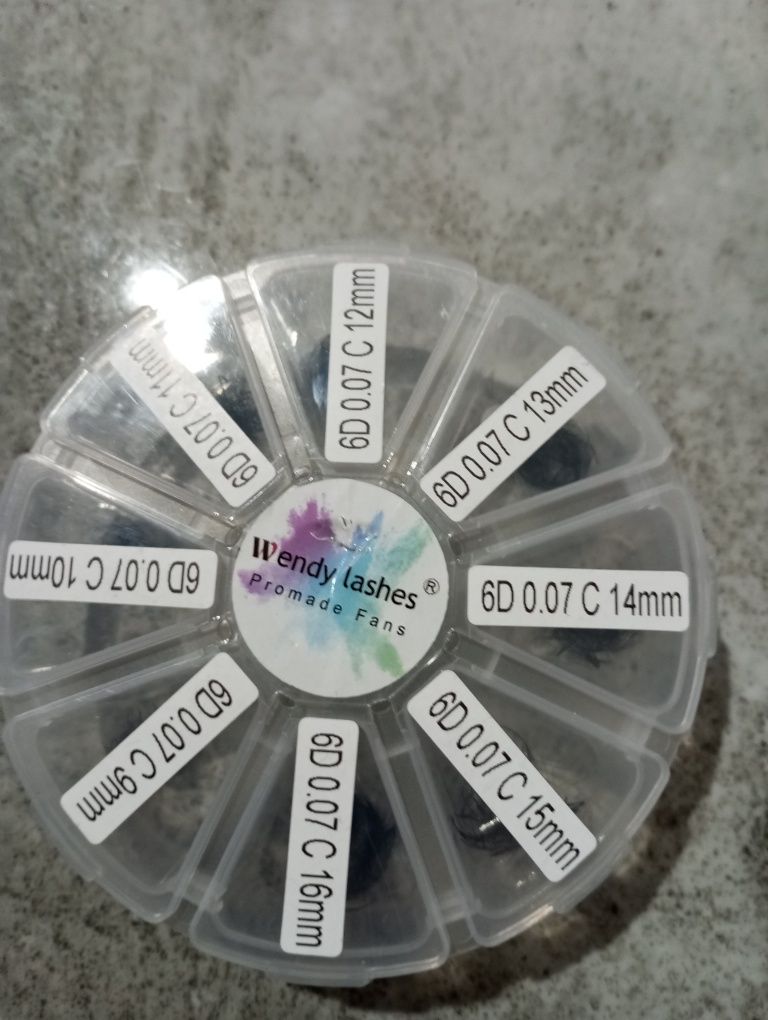 6D 0.07 C 12mm
6D 0.07 C 13mm
6D 0.07 C 14mm
6D 0.07 C 15mm
6D 0.07 C 16mm
6D 0.07 C 9mm
6D 0.07 C 10mm
6D 0.07 C 11mm
Wendy lashes ®
Promade Fans